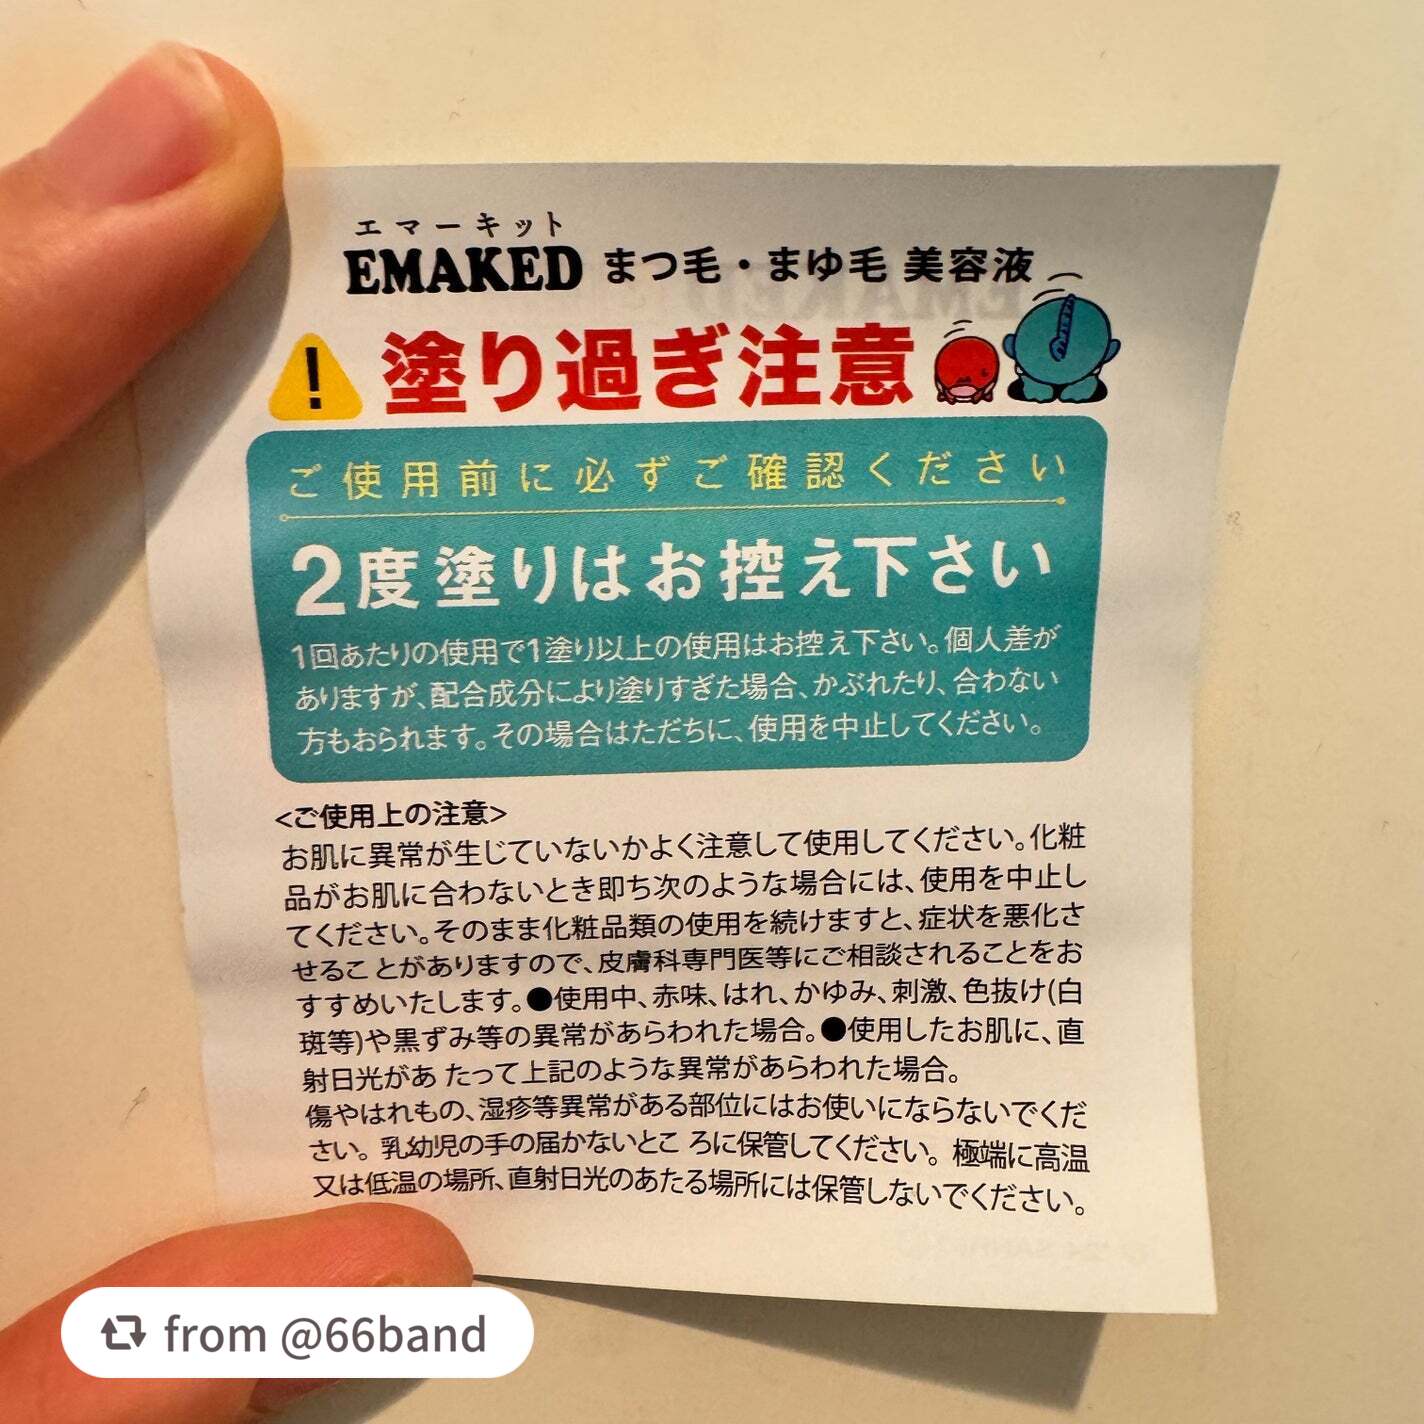 エマーキット
EMAKED まつ毛・まゆ毛 美容液
塗り過ぎ注意
ご使用前に必ずご確認ください
2度塗りはお控え下さい
1回あたりの使用で1塗り以上の使用はお控え下さい。個人差が
ありますが、配合成分により塗りすぎた場合、かぶれたり、合わない
方もおられます。その場合はただちに、使用を中止してください。
<ご使用上の注意>
お肌に異常が生じていないかよく注意して使用してください。化粧
品がお肌に合わないとき即ち次のような場合には、使用を中止し
てください。そのまま化粧品類の使用を続けますと、症状を悪化さ
せるこ とがありますので、皮膚科専門医等にご相談されることをお
すすめいたします。●使用中、赤味、はれ、かゆみ、刺激、色抜け(白
斑等)や黒ずみ等の異常があらわれた場合。●使用したお肌に、直
射日光があ たって上記のような異常があらわれた場合。
傷やはれもの、湿疹等異常がある部位にはお使いにならないでくだ
さい。乳幼児の手の届かないとこ ろに保管してください。極端に高温
又は低温の場所、直射日光のあたる場所には保管しないでください。
from @66band